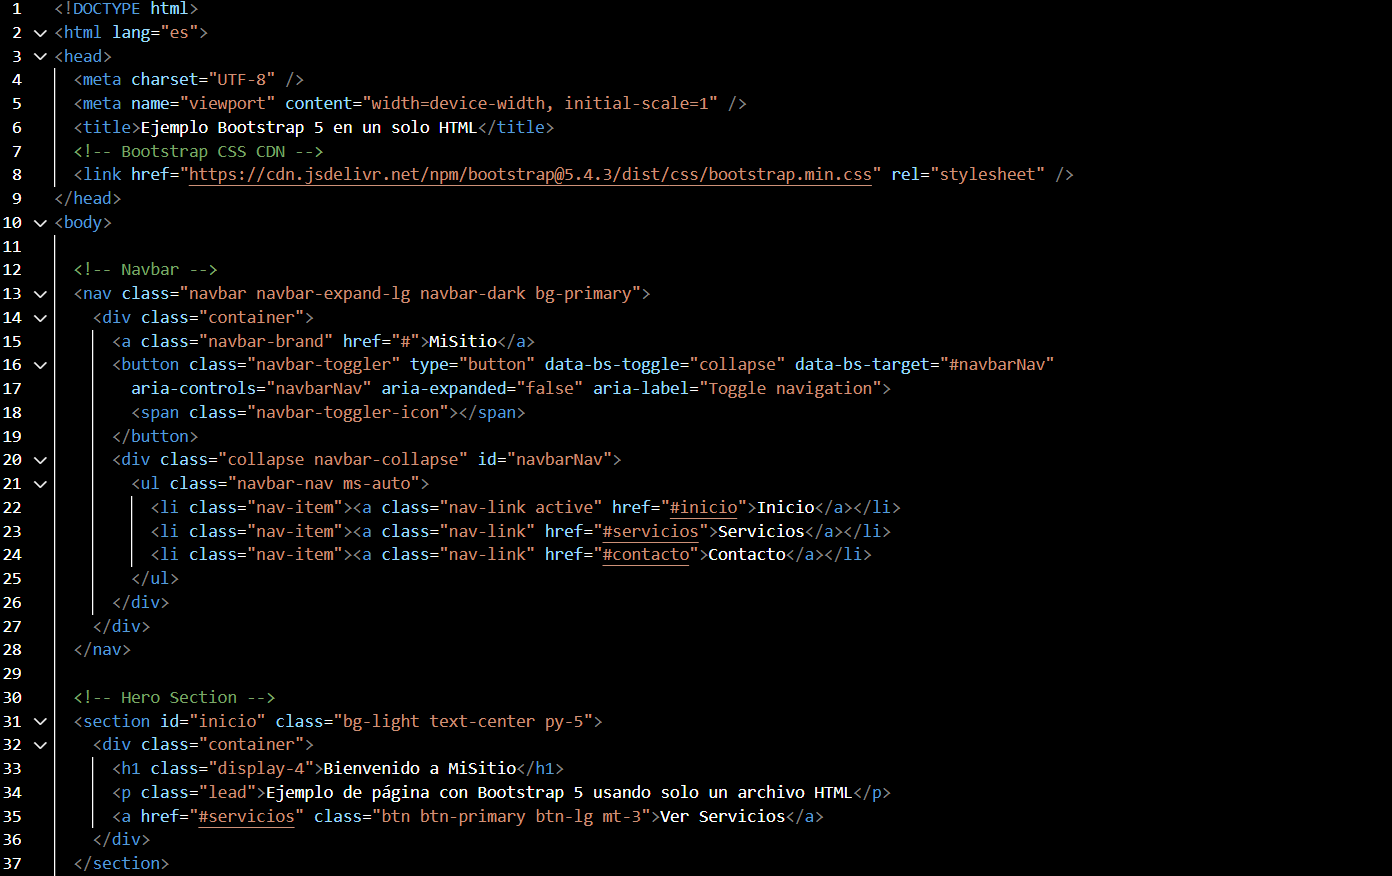 1 <!DOCTYPE html>
2 <html lang="es">
3 <head>
4 <meta charset="UTF-8" />
5 <meta name="viewport" content="width=device-width, initial-scale=1" />
6 <title>Ejemplo Bootstrap 5 en un solo HTML</title>
7 <!-- Bootstrap CSS CDN -->
8 <link href="https://cdn.jsdelivr.net/npm/bootstrap@5.4.3/dist/css/bootstrap.min.css" rel="stylesheet" />
9 </head>
10 <body>
11
12 <!-- Navbar -->
13 <nav class="navbar navbar-expand-lg navbar-dark bg-primary">
14 <div class="container">
15 <a class="navbar-brand" href="#">MiSitio</a>
16 <button class="navbar-toggler" type="button" data-bs-toggle="collapse" data-bs-target="#navbarNav"
17 aria-controls="navbarNav" aria-expanded="false" aria-label="Toggle navigation">
18 <span class="navbar-toggler-icon"></span>
19 </button>
20 <div class="collapse navbar-collapse" id="navbarNav">
21 <ul class="navbar-nav ms-auto">
22 <li class="nav-item"><a class="nav-link active" href="#inicio">Inicio</a></li>
23 <li class="nav-item"><a class="nav-link" href="#servicios">Servicios</a></li>
24 <li class="nav-item"><a class="nav-link" href="#contacto">Contacto</a></li>
25 </ul>
26 </div>
27 </div>
28 </nav>
29
30 <!-- Hero Section -->
31 <section id="inicio" class="bg-light text-center py-5">
32 <div class="container">
33 <h1 class="display-4">Bienvenido a MiSitio</h1>
34 <p class="lead">Ejemplo de página con Bootstrap 5 usando solo un archivo HTML</p>
35 <a href="#servicios" class="btn btn-primary btn-lg mt-3">Ver Servicios</a>
36 </div>
37 </section>